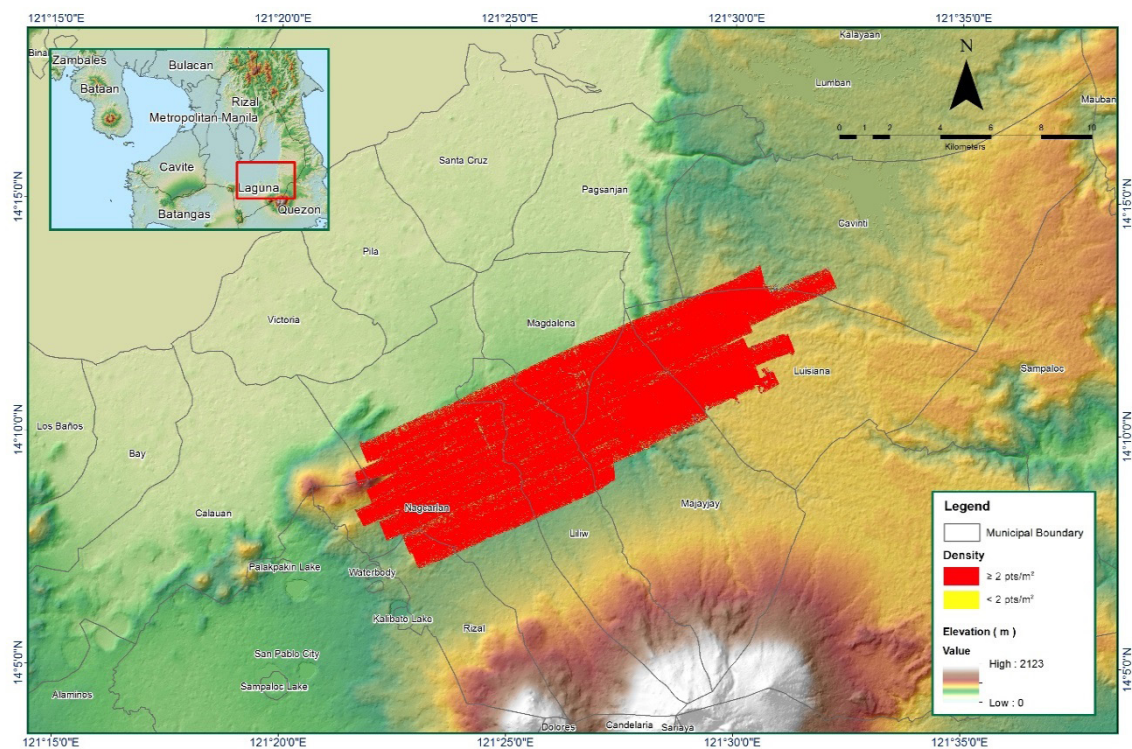 121°15'0"E
121°20'0"E
121°25'0"E
121°30'0"E
121°35'0"E
Zambales
Bulacan
Bataan
Rizal
Metropolitan Manila
Cavite
Laguna
Batangas
Quezon
Kalayaan
N
Lumban
Mauban
0 1 2 4 6 8 10
Kilometers
Santa Cruz
Pagsanjan
14°15'0"N
14°15'0"N
Cavinti
Pila
Victoria
Magdalena
Luisiana
Sampaloc
14°10'0"N
14°10'0"N
Los Baños
Bay
Calauan
Nagcarlan
Majayjay
Liliw
Palakpakin Lake
Waterbody
Kalibato Lake
Rizal
San Pablo City
Sampaloc Lake
14°5'0"N
14°5'0"N
Alaminos
Dolores
Candelaria
Sariaya
Legend
Municipal Boundary
Density
≥ 2 pts/m²
< 2 pts/m²
Elevation ( m )
Value
High : 2123
Low : 0
121°15'0"E
121°20'0"E
121°25'0"E
121°30'0"E
121°35'0"E